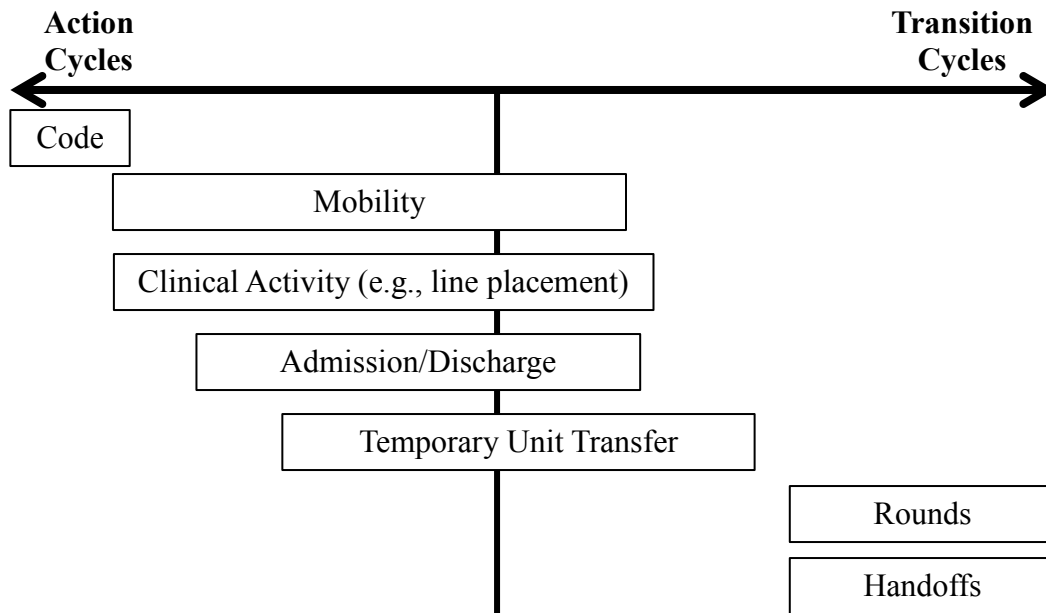 Action
Cycles
Transition
Cycles
Code
Mobility
Clinical Activity (e.g., line placement)
Admission/Discharge
Temporary Unit Transfer
Rounds
Handoffs